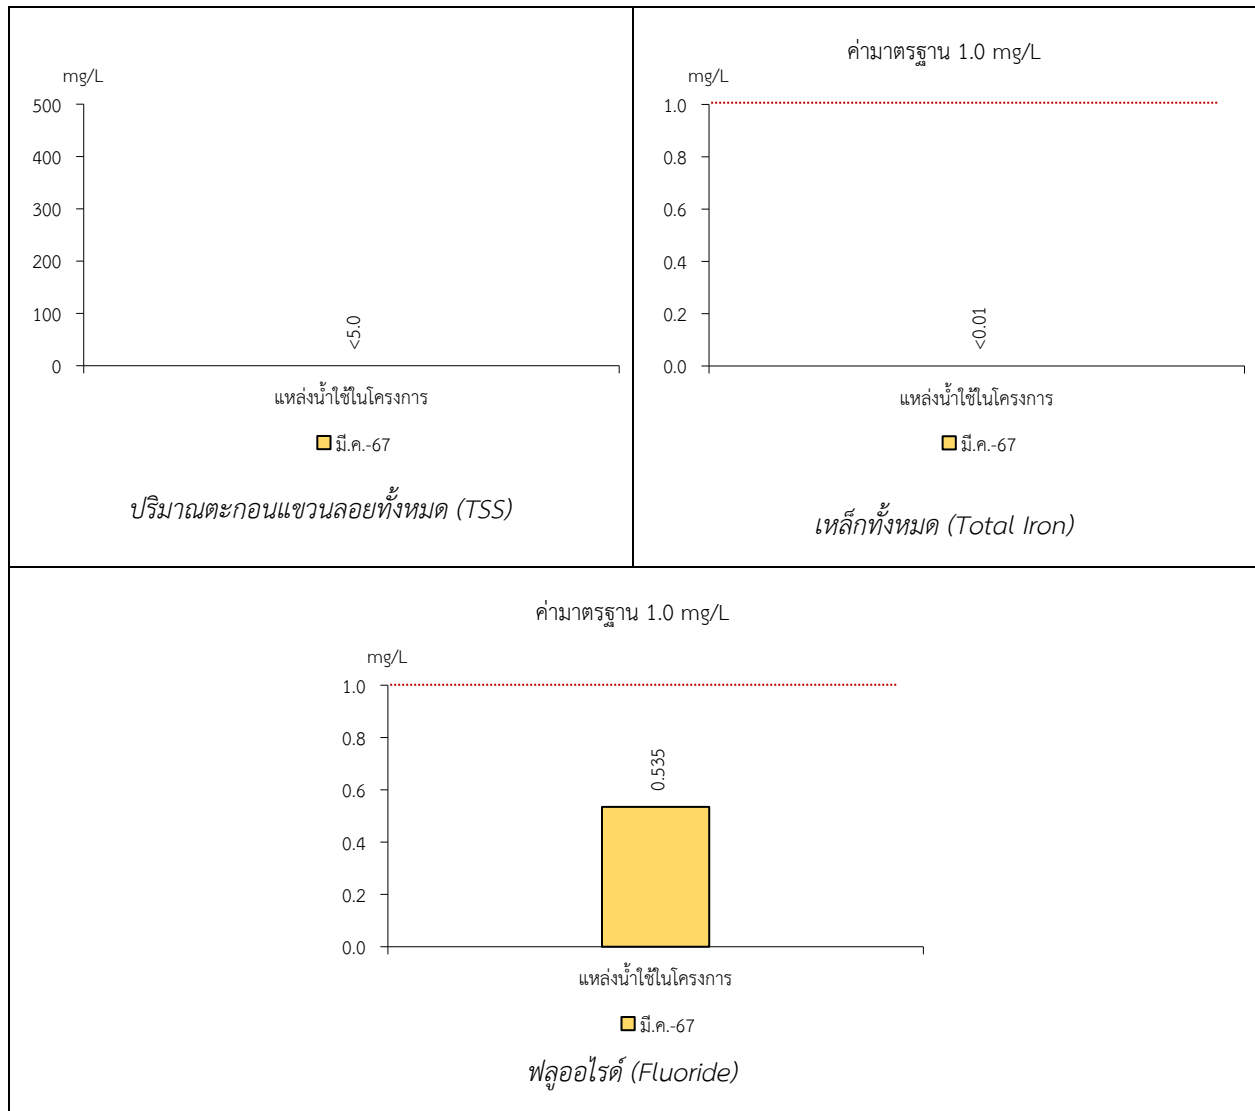 mg/L
500
400
300
200
100
0
<5.0
แหล่งน้ำใช้ในโครงการ
มี.ค.-67
ปริมาณตะกอนแขวนลอยทั้งหมด (TSS)
ค่ามาตรฐาน 1.0 mg/L
mg/L
1.0
0.8
0.6
0.4
0.2
0.0
<0.01
แหล่งน้ำใช้ในโครงการ
มี.ค.-67
เหล็กทั้งหมด (Total Iron)
ค่ามาตรฐาน 1.0 mg/L
mg/L
1.0
0.8
0.6
0.4
0.2
0.0
0.535
แหล่งน้ำใช้ในโครงการ
มี.ค.-67
ฟลูออไรด์ (Fluoride)